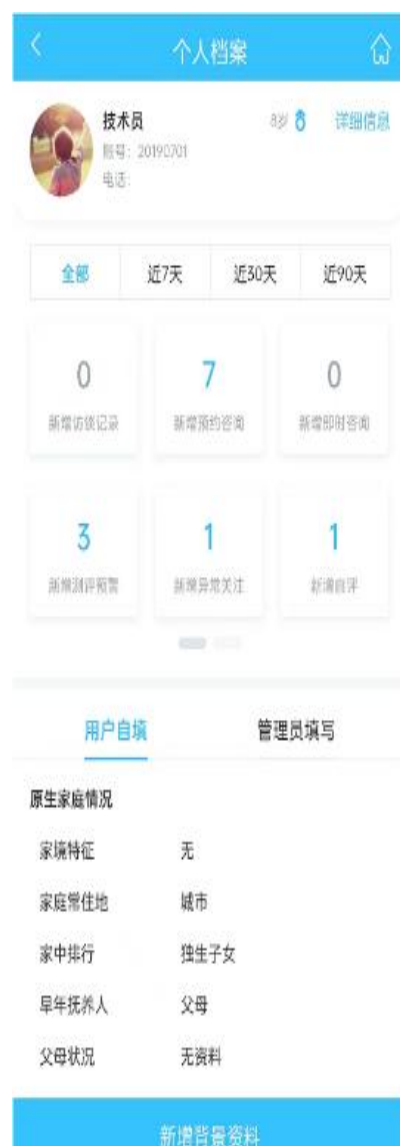 个人档案
技术员
8岁 详细信息
账号：20190701
电话：
全部 近7天 近30天 近90天
0 7 0
新增访谈记录 新增预约咨询 新增即时咨询
3 1 1
新增测评预警 新增异常关注 新增自评
用户自填 管理员填写
原生家庭情况
家境特征 无
家庭常住地 城市
家中排行 独生子女
早年抚养人 父母
父母状况 无资料
新增背景资料